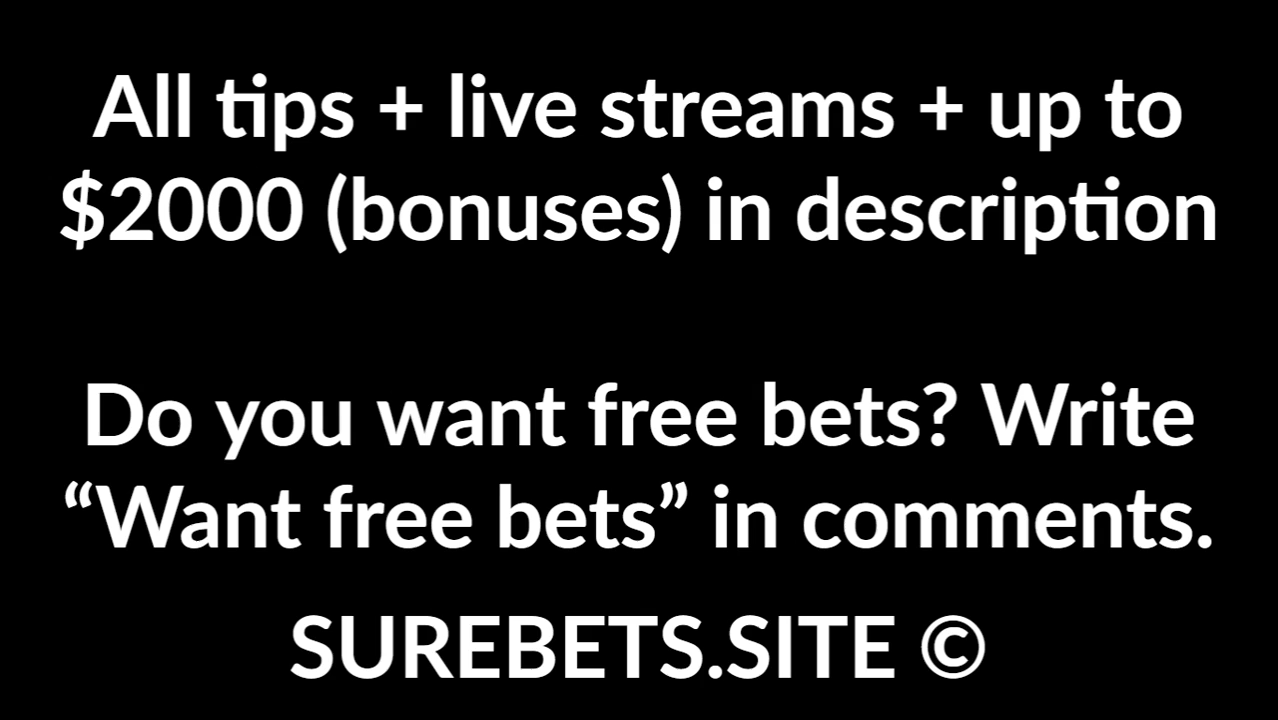 All tips + live streams + up to
$2000 (bonuses) in description
Do you want free bets? Write
“Want free bets” in comments.
SUREBETS.SITE ©